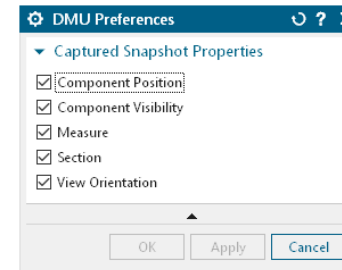 DMU Preferences
Captured Snapshot Properties
Component Position
Component Visibility
Measure
Section
View Orientation
OK Apply Cancel